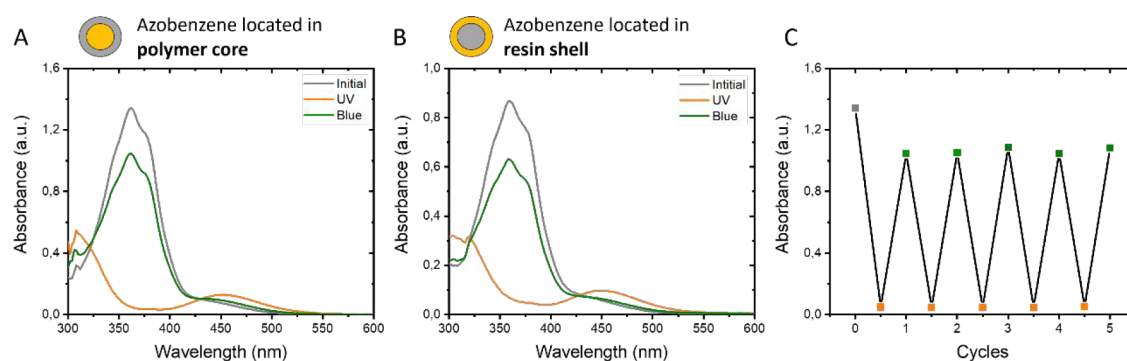 A
Azobenzene located in
polymer core
Absorbance (a.u.)
1,6
1,2
0,8
0,4
0,0
Initial
UV
Blue
300 350 400 450 500 550 600
Wavelength (nm)
B
Azobenzene located in
resin shell
Absorbance (a.u.)
1,0
0,8
0,6
0,4
0,2
0,0
Intitial
UV
Blue
300 350 400 450 500 550 600
Wavelength (nm)
C
Absorbance (a.u.)
1,6
1,2
0,8
0,4
0,0
0 1 2 3 4 5
Cycles